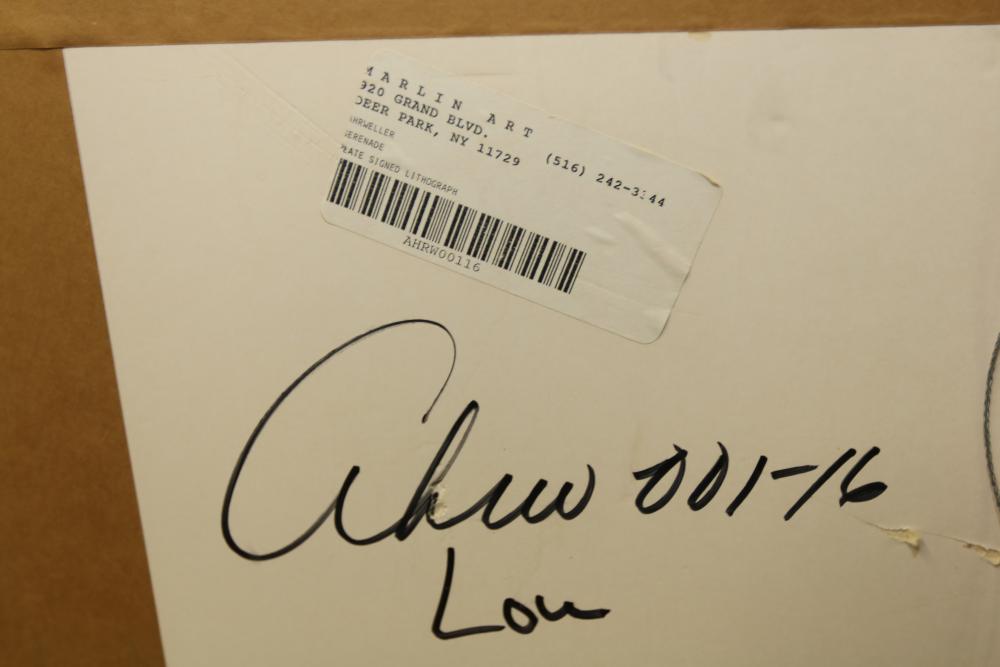 MARLIN ART
920 GRAND BLVD.
DEER PARK, NY 11729 (516) 242-3344
AHRWELLER
SERENADE
PLATE SIGNED LITHOGRAPH
AHRW00116
Ahrw 001-16
Lou